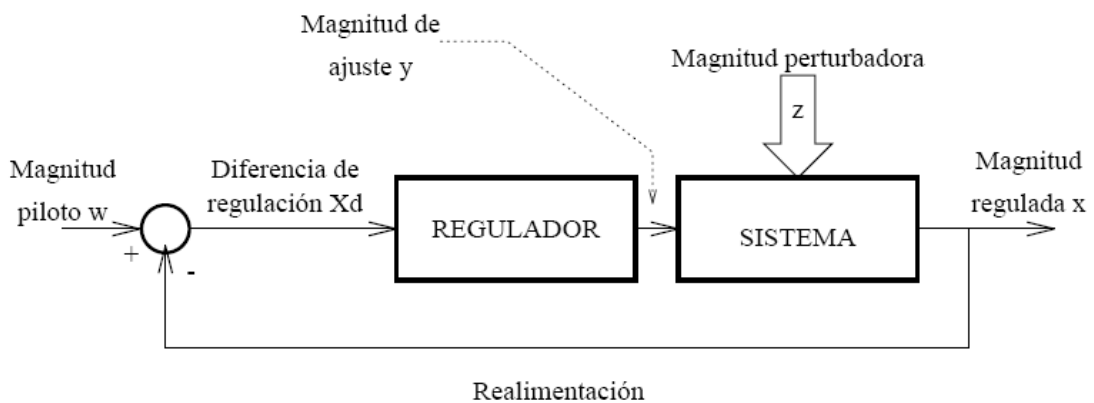 Magnitud de
ajuste y
Magnitud perturbadora
z
Magnitud
piloto w
+
-
Diferencia de
regulación Xd
REGULADOR
SISTEMA
Magnitud
regulada x
Realimentación